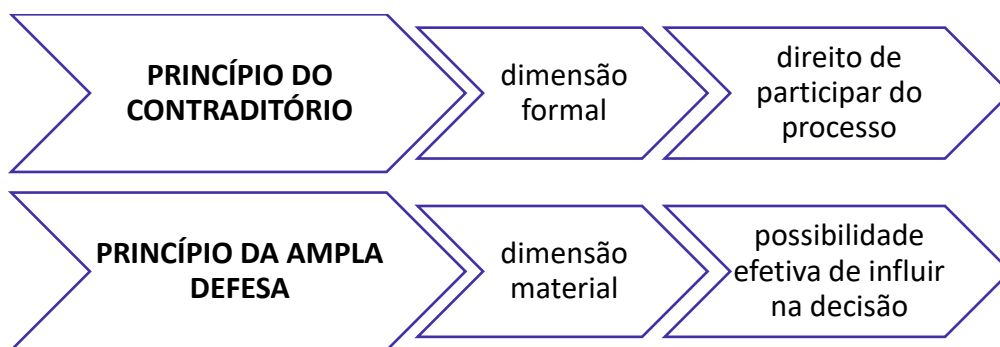 PRINCÍPIO DO
CONTRADITÓRIO
dimensão
formal
direito de
participar do
processo
PRINCÍPIO DA AMPLA
DEFESA
dimensão
material
possibilidade
efetiva de influir
na decisão